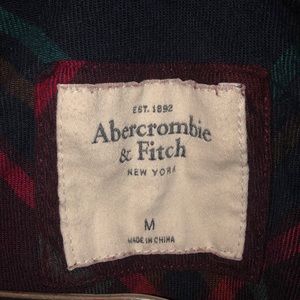 EST. 1892
Abercrombie
& Fitch
NEW YORK
M
MADE IN CHINA